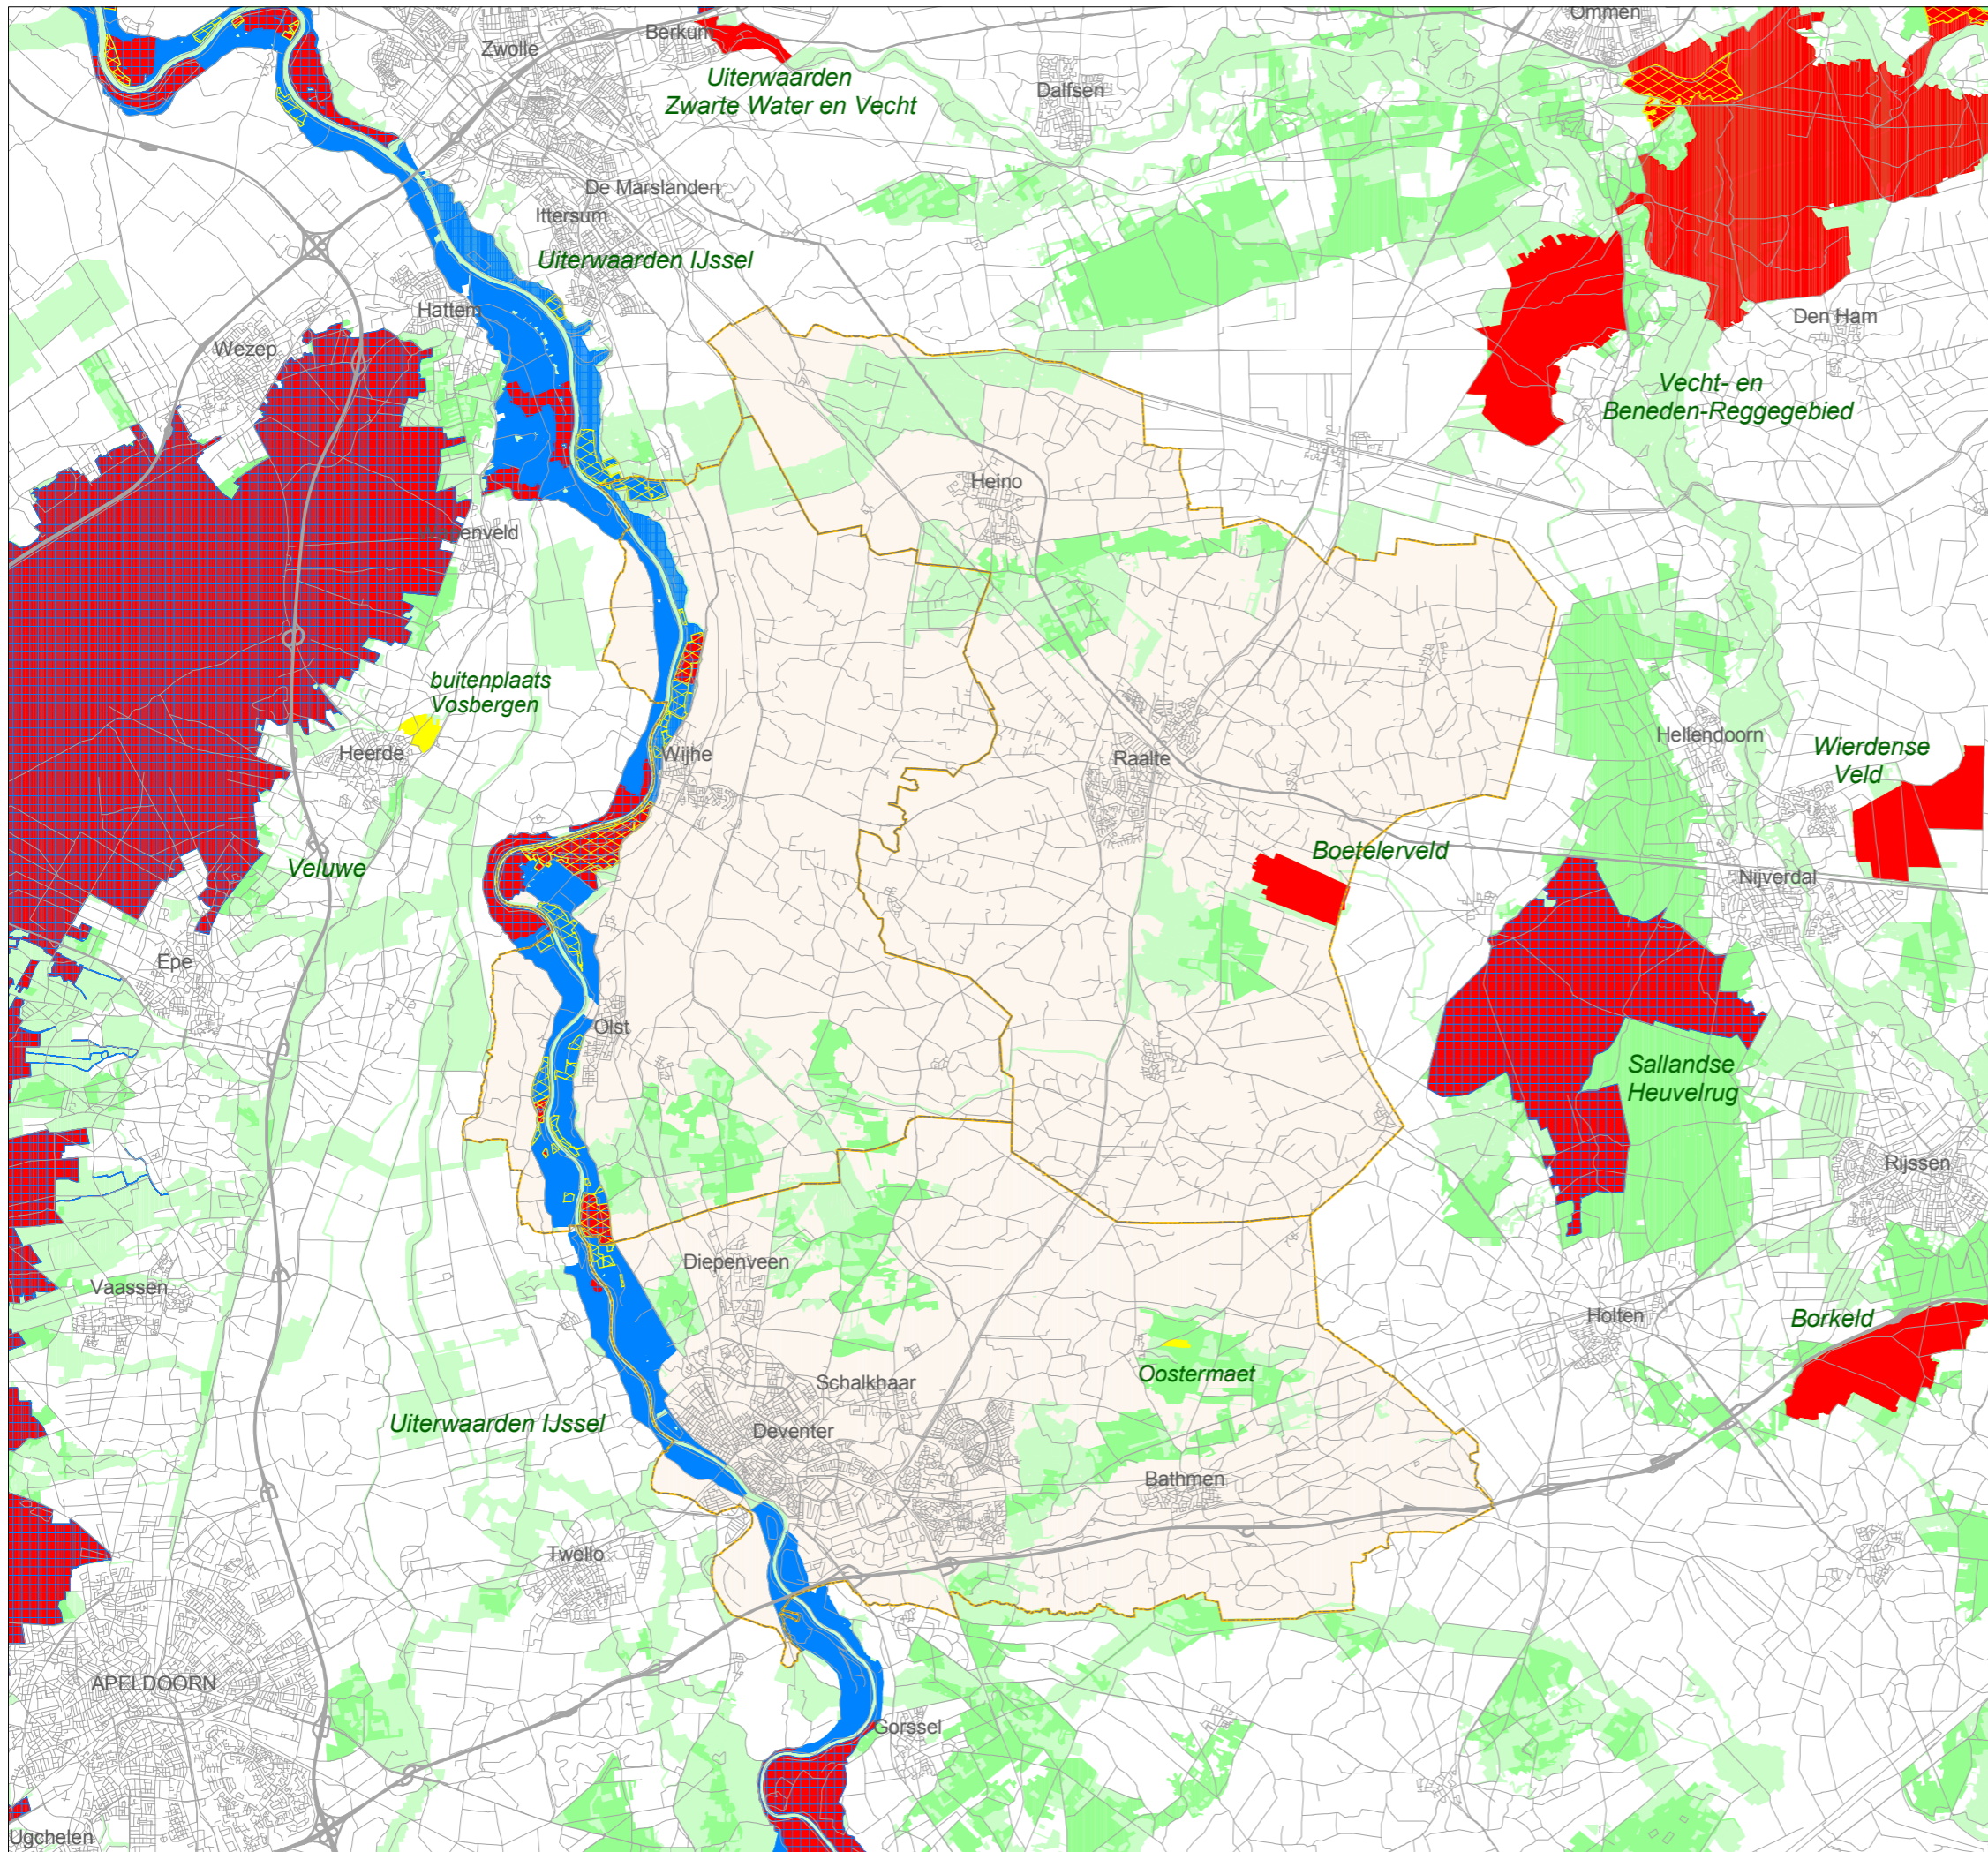 Ommen
Zwolle
Berkum
Uiterwaarden
Zwarte Water en Vecht
Dalfsen
De Marslanden
Ittersum
Uiterwaarden IJssel
Hattem
Wezep
Den Ham
Vecht- en
Beneden-Reggegebied
Heino
buitenplaats
Vosbergen
Heerde
Wijhe
Raalte
Hellendoorn
Wierdense
Veld
Boetelerveld
Veluwe
Nijverdal
Epe
Olst
Sallandse
Heuvelrug
Rijssen
Diepenveen
Vaassen
Holten
Borkeld
Oostermaet
Schalkhaar
Uiterwaarden IJssel
Deventer
Bathmen
Twello
APELDOORN
Gorssel
Ugchelen